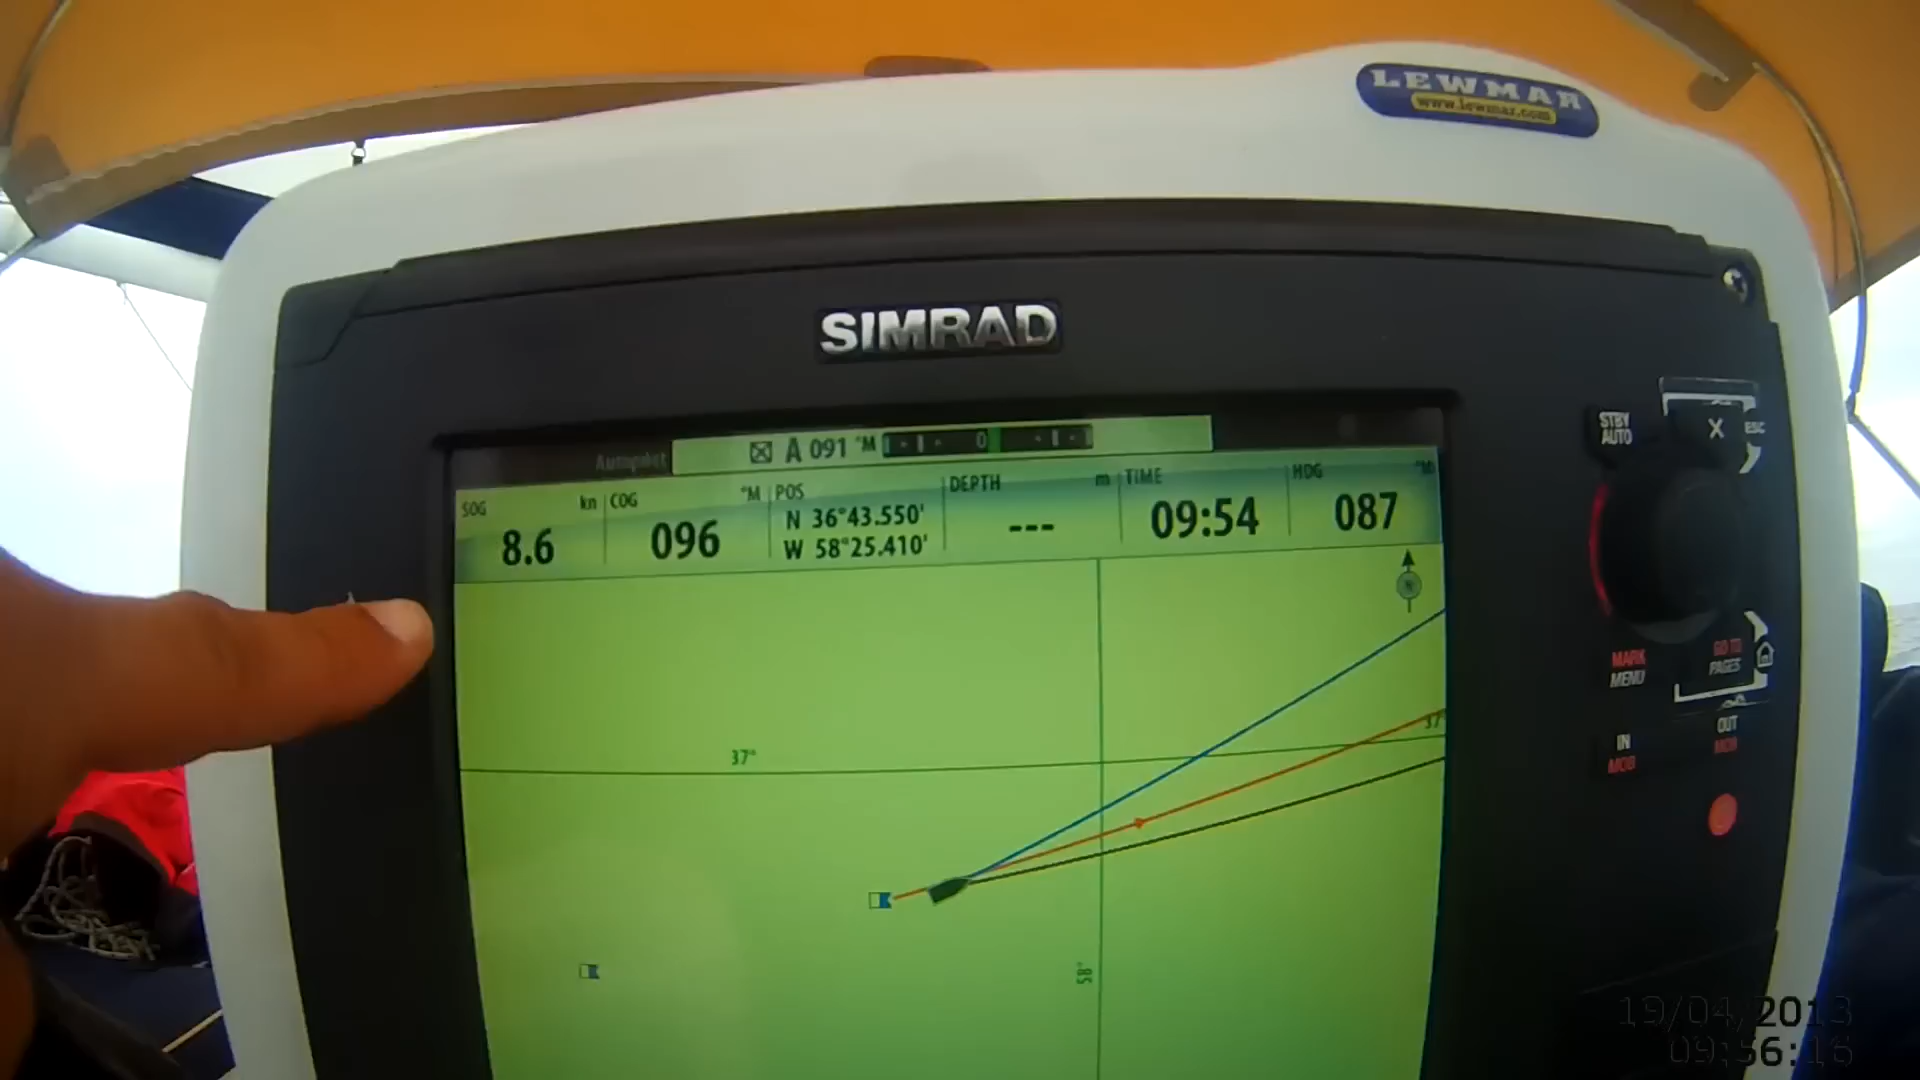 LEWMAR
www.lewmar.com
SIMRAD
Autopilot
A 091 °M
0
SOG kn
8.6
COG °M
096
POS
N 36°43.550'
W 58°25.410'
DEPTH m
---
TIME
09:54
HDG °M
087
37°
37°
58°
STBY
AUTO
X
ESC
MARK
MENU
GO TO
PAGES
IN
MOB
OUT
MOB
19/04/2013
09:56:16